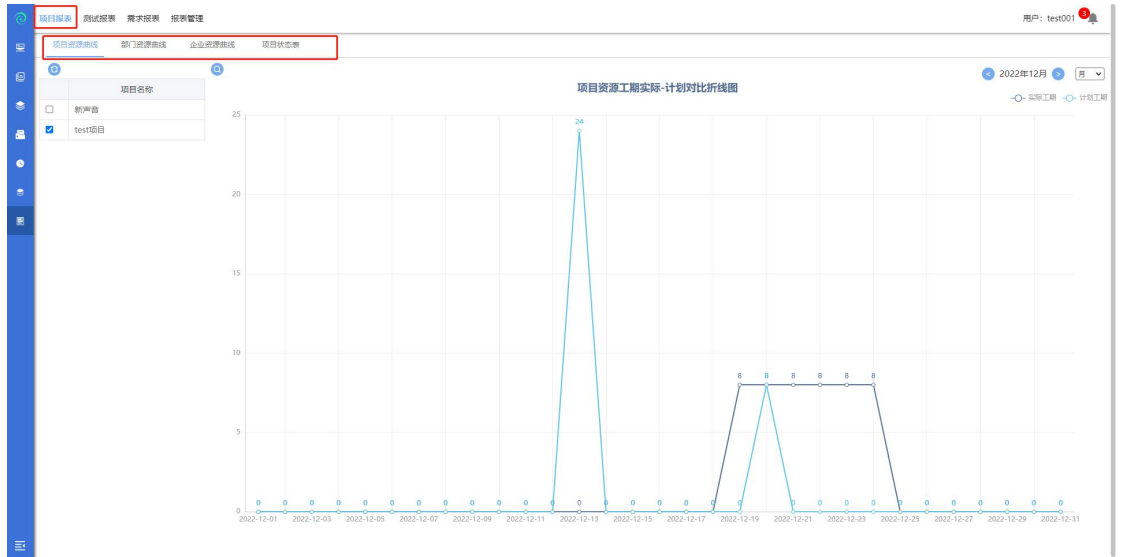 项目报表 测试报表 需求报表 报表管理 用户：test001 3
项目资源曲线 部门资源曲线 企业资源曲线 项目状态表
2022年12月 月
项目资源工期实际-计划对比折线图
实际工期 计划工期
项目名称
新声音
test项目
25
20
15
10
5
0
24
8 8 8 8 8 8
0 0 0 0 0 0 0 0 0 0 0 0 0 0 0 0 0 0 0 0 0 0 0 0 0 0 0 0 0 0
2022-12-01 2022-12-03 2022-12-05 2022-12-07 2022-12-09 2022-12-11 2022-12-13 2022-12-15 2022-12-17 2022-12-19 2022-12-21 2022-12-23 2022-12-25 2022-12-27 2022-12-29 2022-12-31